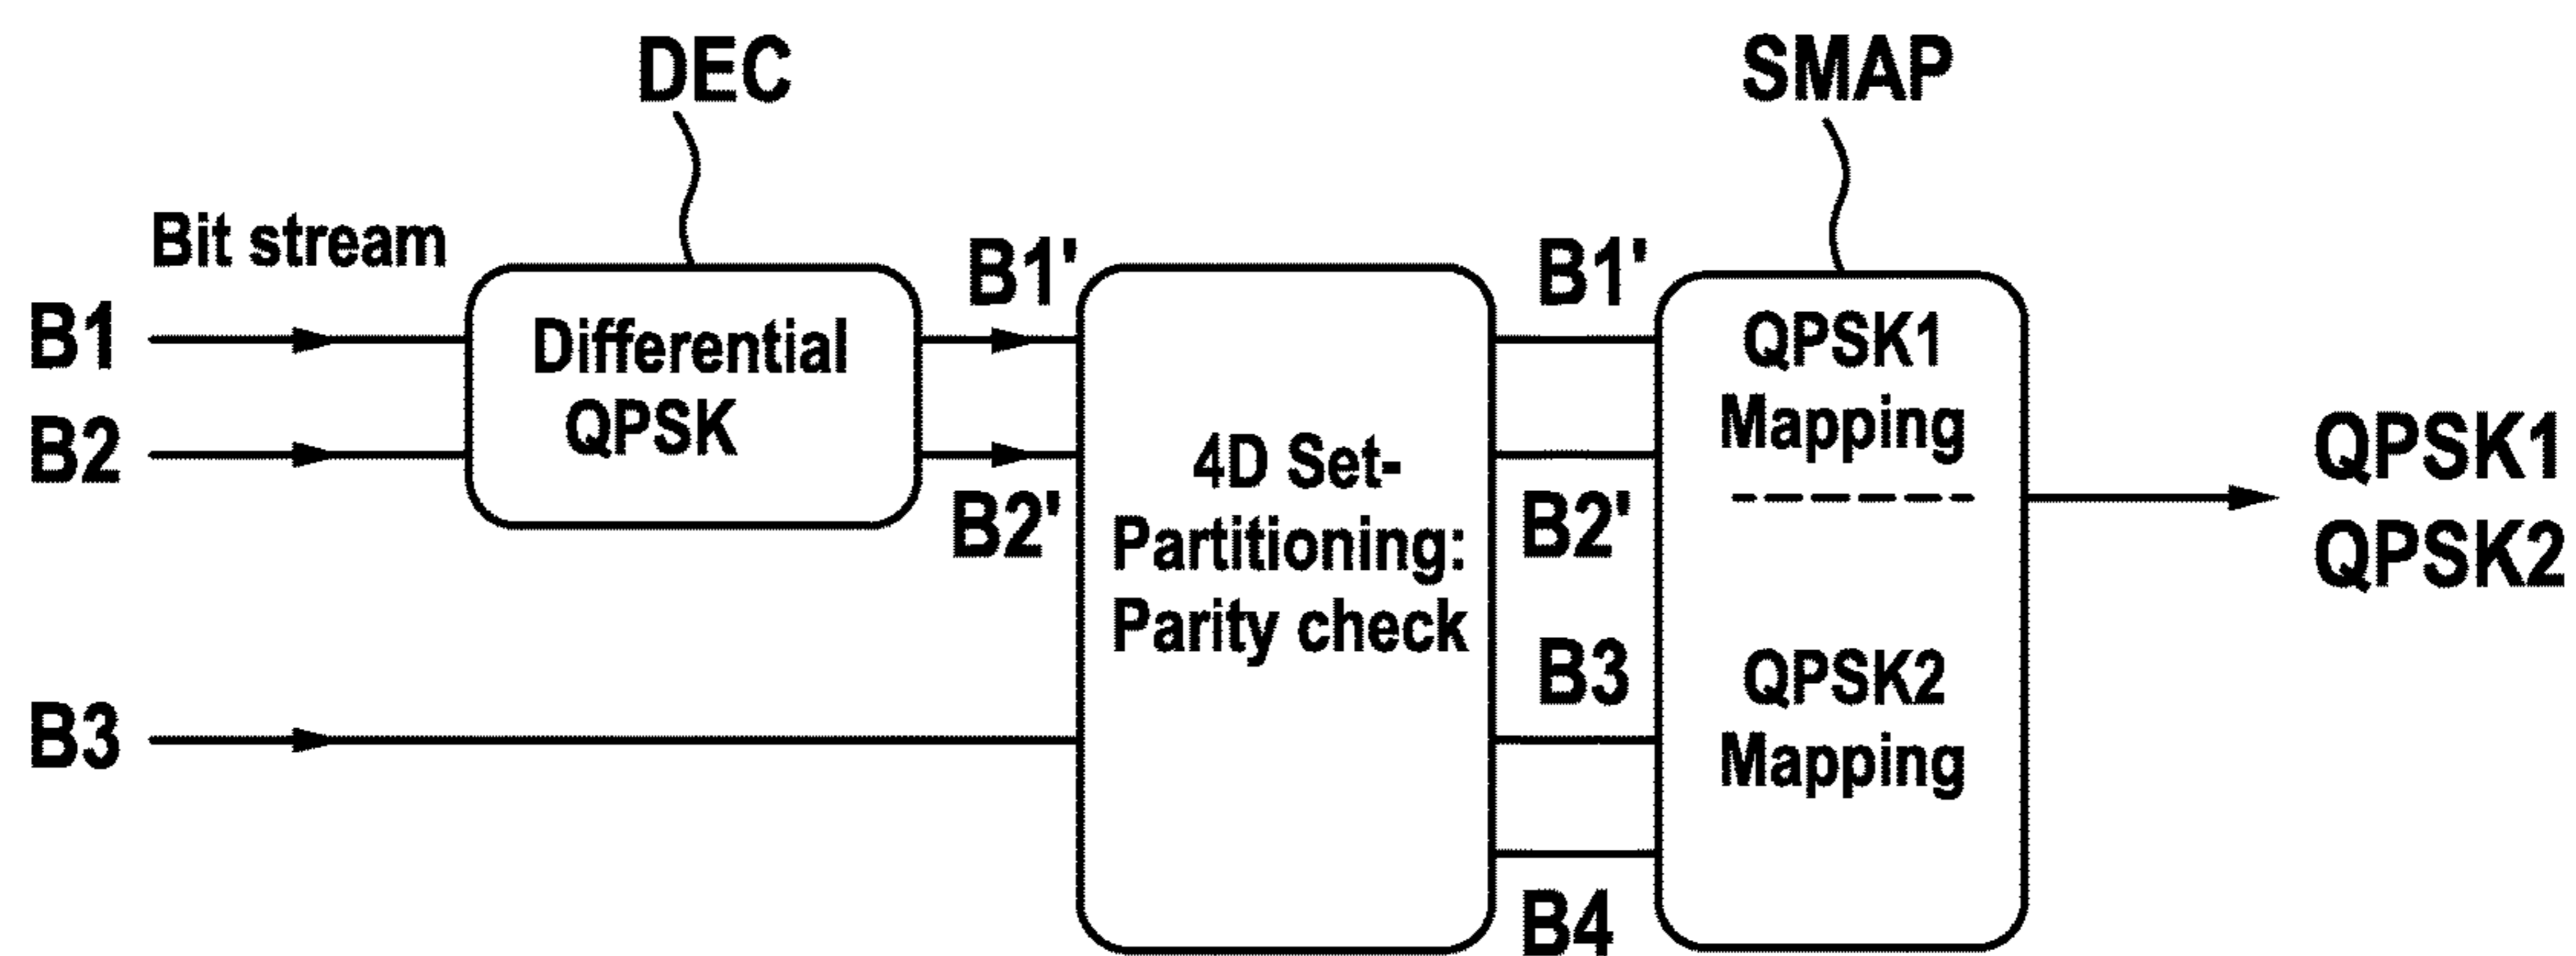 DEC
SMAP
Bit stream
B1
B2
B3
Differential
QPSK
B1'
B2'
4D Set-
Partitioning:
Parity check
B1'
B2'
B3
B4
QPSK1
Mapping
QPSK2
Mapping
QPSK1
QPSK2